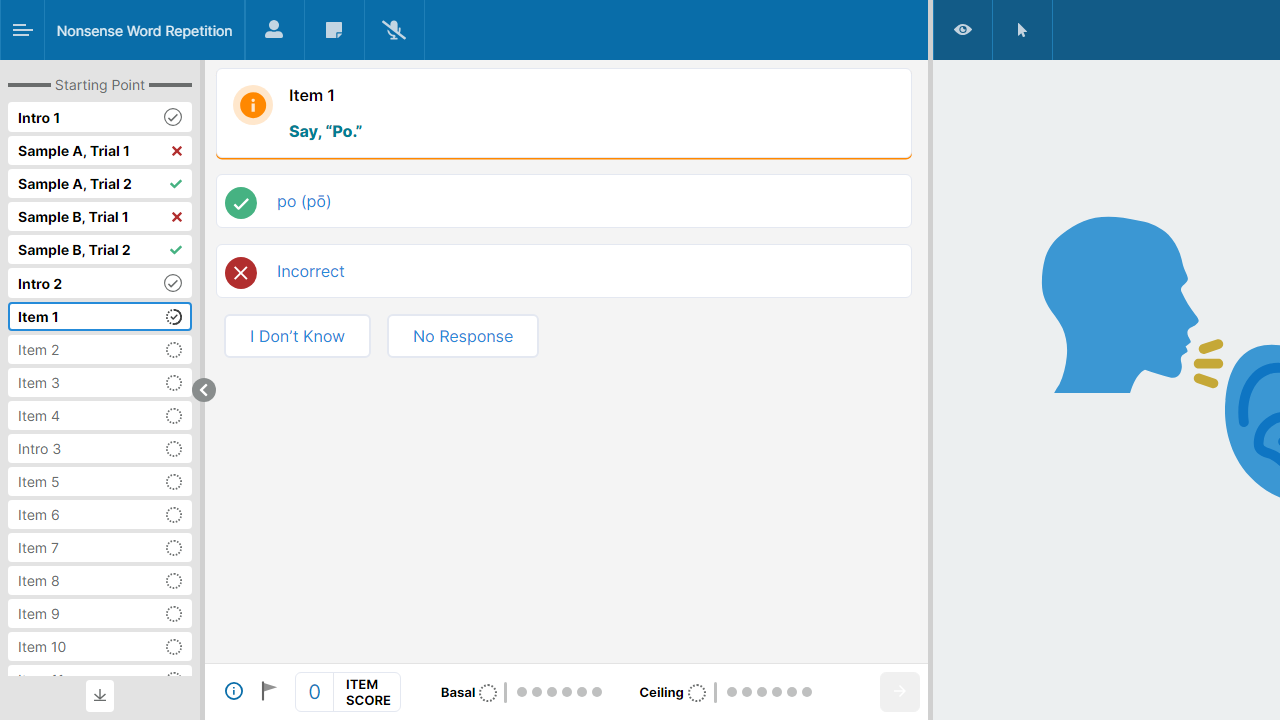 Nonsense Word Repetition
Starting Point
Intro 1
Sample A, Trial 1
Sample A, Trial 2
Sample B, Trial 1
Sample B, Trial 2
Intro 2
Item 1
Item 2
Item 3
Item 4
Intro 3
Item 5
Item 6
Item 7
Item 8
Item 9
Item 10
Item 1
Say, “Po.”
po (pō)
Incorrect
I Don’t Know
No Response
0
ITEM
SCORE
Basal
Ceiling